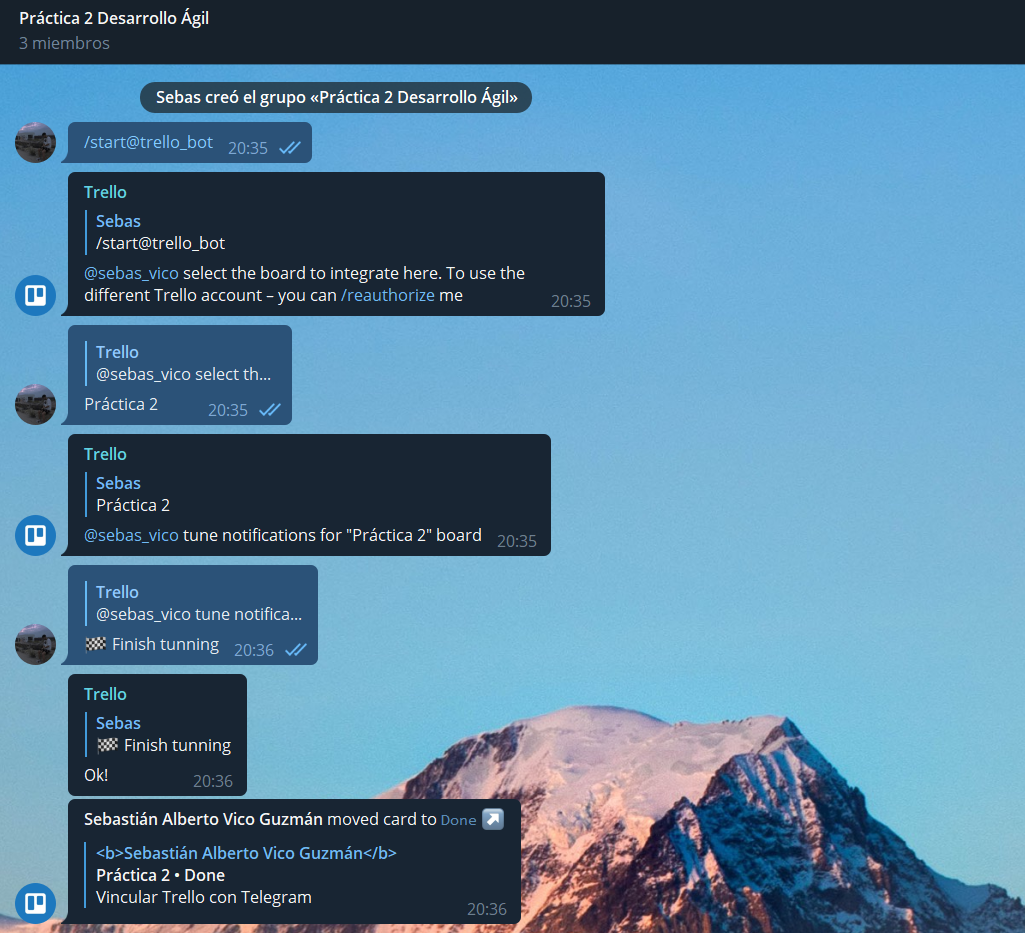 Práctica 2 Desarrollo Ágil
3 miembros
Sebas creó el grupo «Práctica 2 Desarrollo Ágil»
/start@trello_bot 20:35
Trello
Sebas
/start@trello_bot
@sebas_vico select the board to integrate here. To use the
different Trello account – you can /reauthorize me 20:35
Trello
@sebas_vico select th...
Práctica 2 20:35
Trello
Sebas
Práctica 2
@sebas_vico tune notifications for "Práctica 2" board 20:35
Trello
@sebas_vico tune notifica...
🏁 Finish tunning 20:36
Trello
Sebas
🏁 Finish tunning
Ok! 20:36
Sebastián Alberto Vico Guzmán moved card to Done ↗
<b>Sebastián Alberto Vico Guzmán</b>
Práctica 2 • Done
Vincular Trello con Telegram
20:36